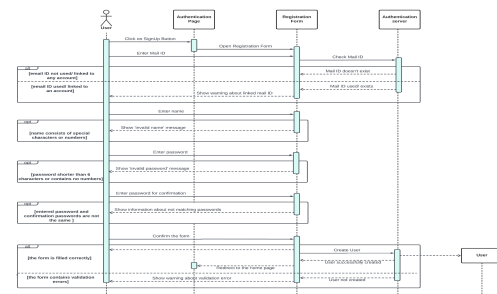 User
Authentication
Page
Registration
Form
Authentication
server
Click on SignUp Button
Open Registration Form
Enter Mail ID
Check Mail ID
alt
[email ID not used/ linked to
any account]
Mail ID doesn't exist
[email ID used/ linked to
an account]
Mail ID used/ exists
Show warning about linked mail ID
Enter name
opt
Show 'invalid name' message
[name consists of special
characters or numbers]
Enter password
opt
Show 'invalid password' message
[password shorter than 6
characters or contains no numbers]
Enter password for confirmation
opt
Show information about not matching passwords
[entered password and
confirmation passwords are not
the same ]
Confirm the form
alt
Create User
[the form is filled correctly]
User
User successfully created
Redirect to the home page
[the form contains validation
errors]
User not created
Show warning about validation error